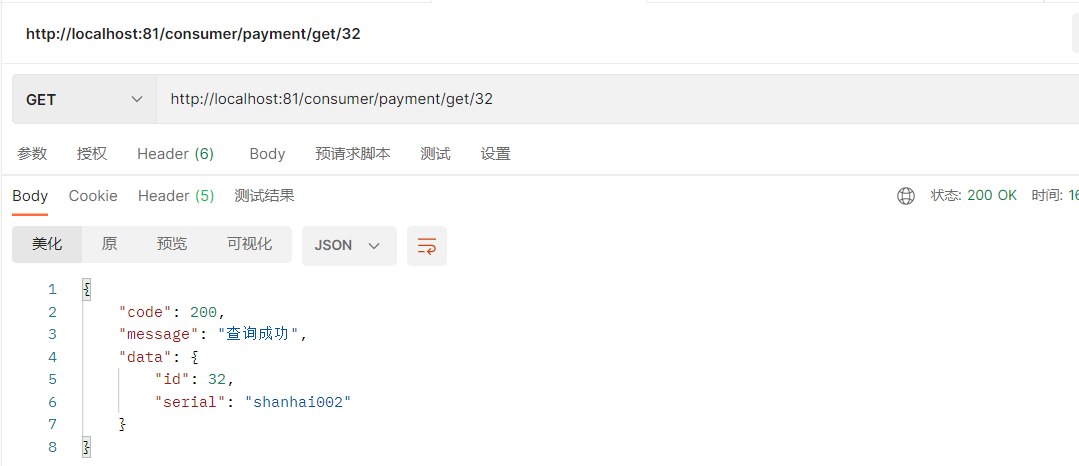 http://localhost:81/consumer/payment/get/32
GET http://localhost:81/consumer/payment/get/32
参数 授权 Header (6) Body 预请求脚本 测试 设置
Body Cookie Header (5) 测试结果 状态: 200 OK 时间: 16
美化 原 预览 可视化 JSON
1 {
2 "code": 200,
3 "message": "查询成功",
4 "data": {
5 "id": 32,
6 "serial": "shanhai002"
7 }
8 }